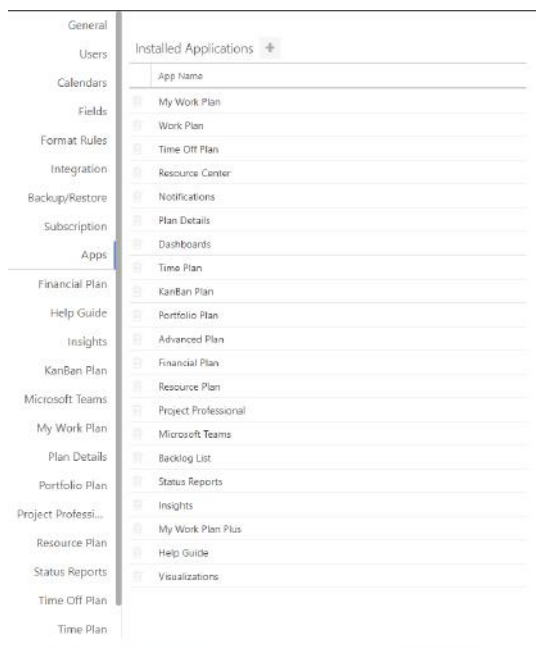 General
Users
Calendars
Fields
Format Rules
Integration
Backup/Restore
Subscription
Apps
Financial Plan
Help Guide
Insights
KanBan Plan
Microsoft Teams
My Work Plan
Plan Details
Portfolio Plan
Project Professi...
Resource Plan
Status Reports
Time Off Plan
Time Plan
Installed Applications +
App Name
My Work Plan
Work Plan
Time Off Plan
Resource Center
Notifications
Plan Details
Dashboards
Time Plan
KanBan Plan
Portfolio Plan
Advanced Plan
Financial Plan
Resource Plan
Project Professional
Microsoft Teams
Backlog List
Status Reports
Insights
My Work Plan Plus
Help Guide
Visualizations